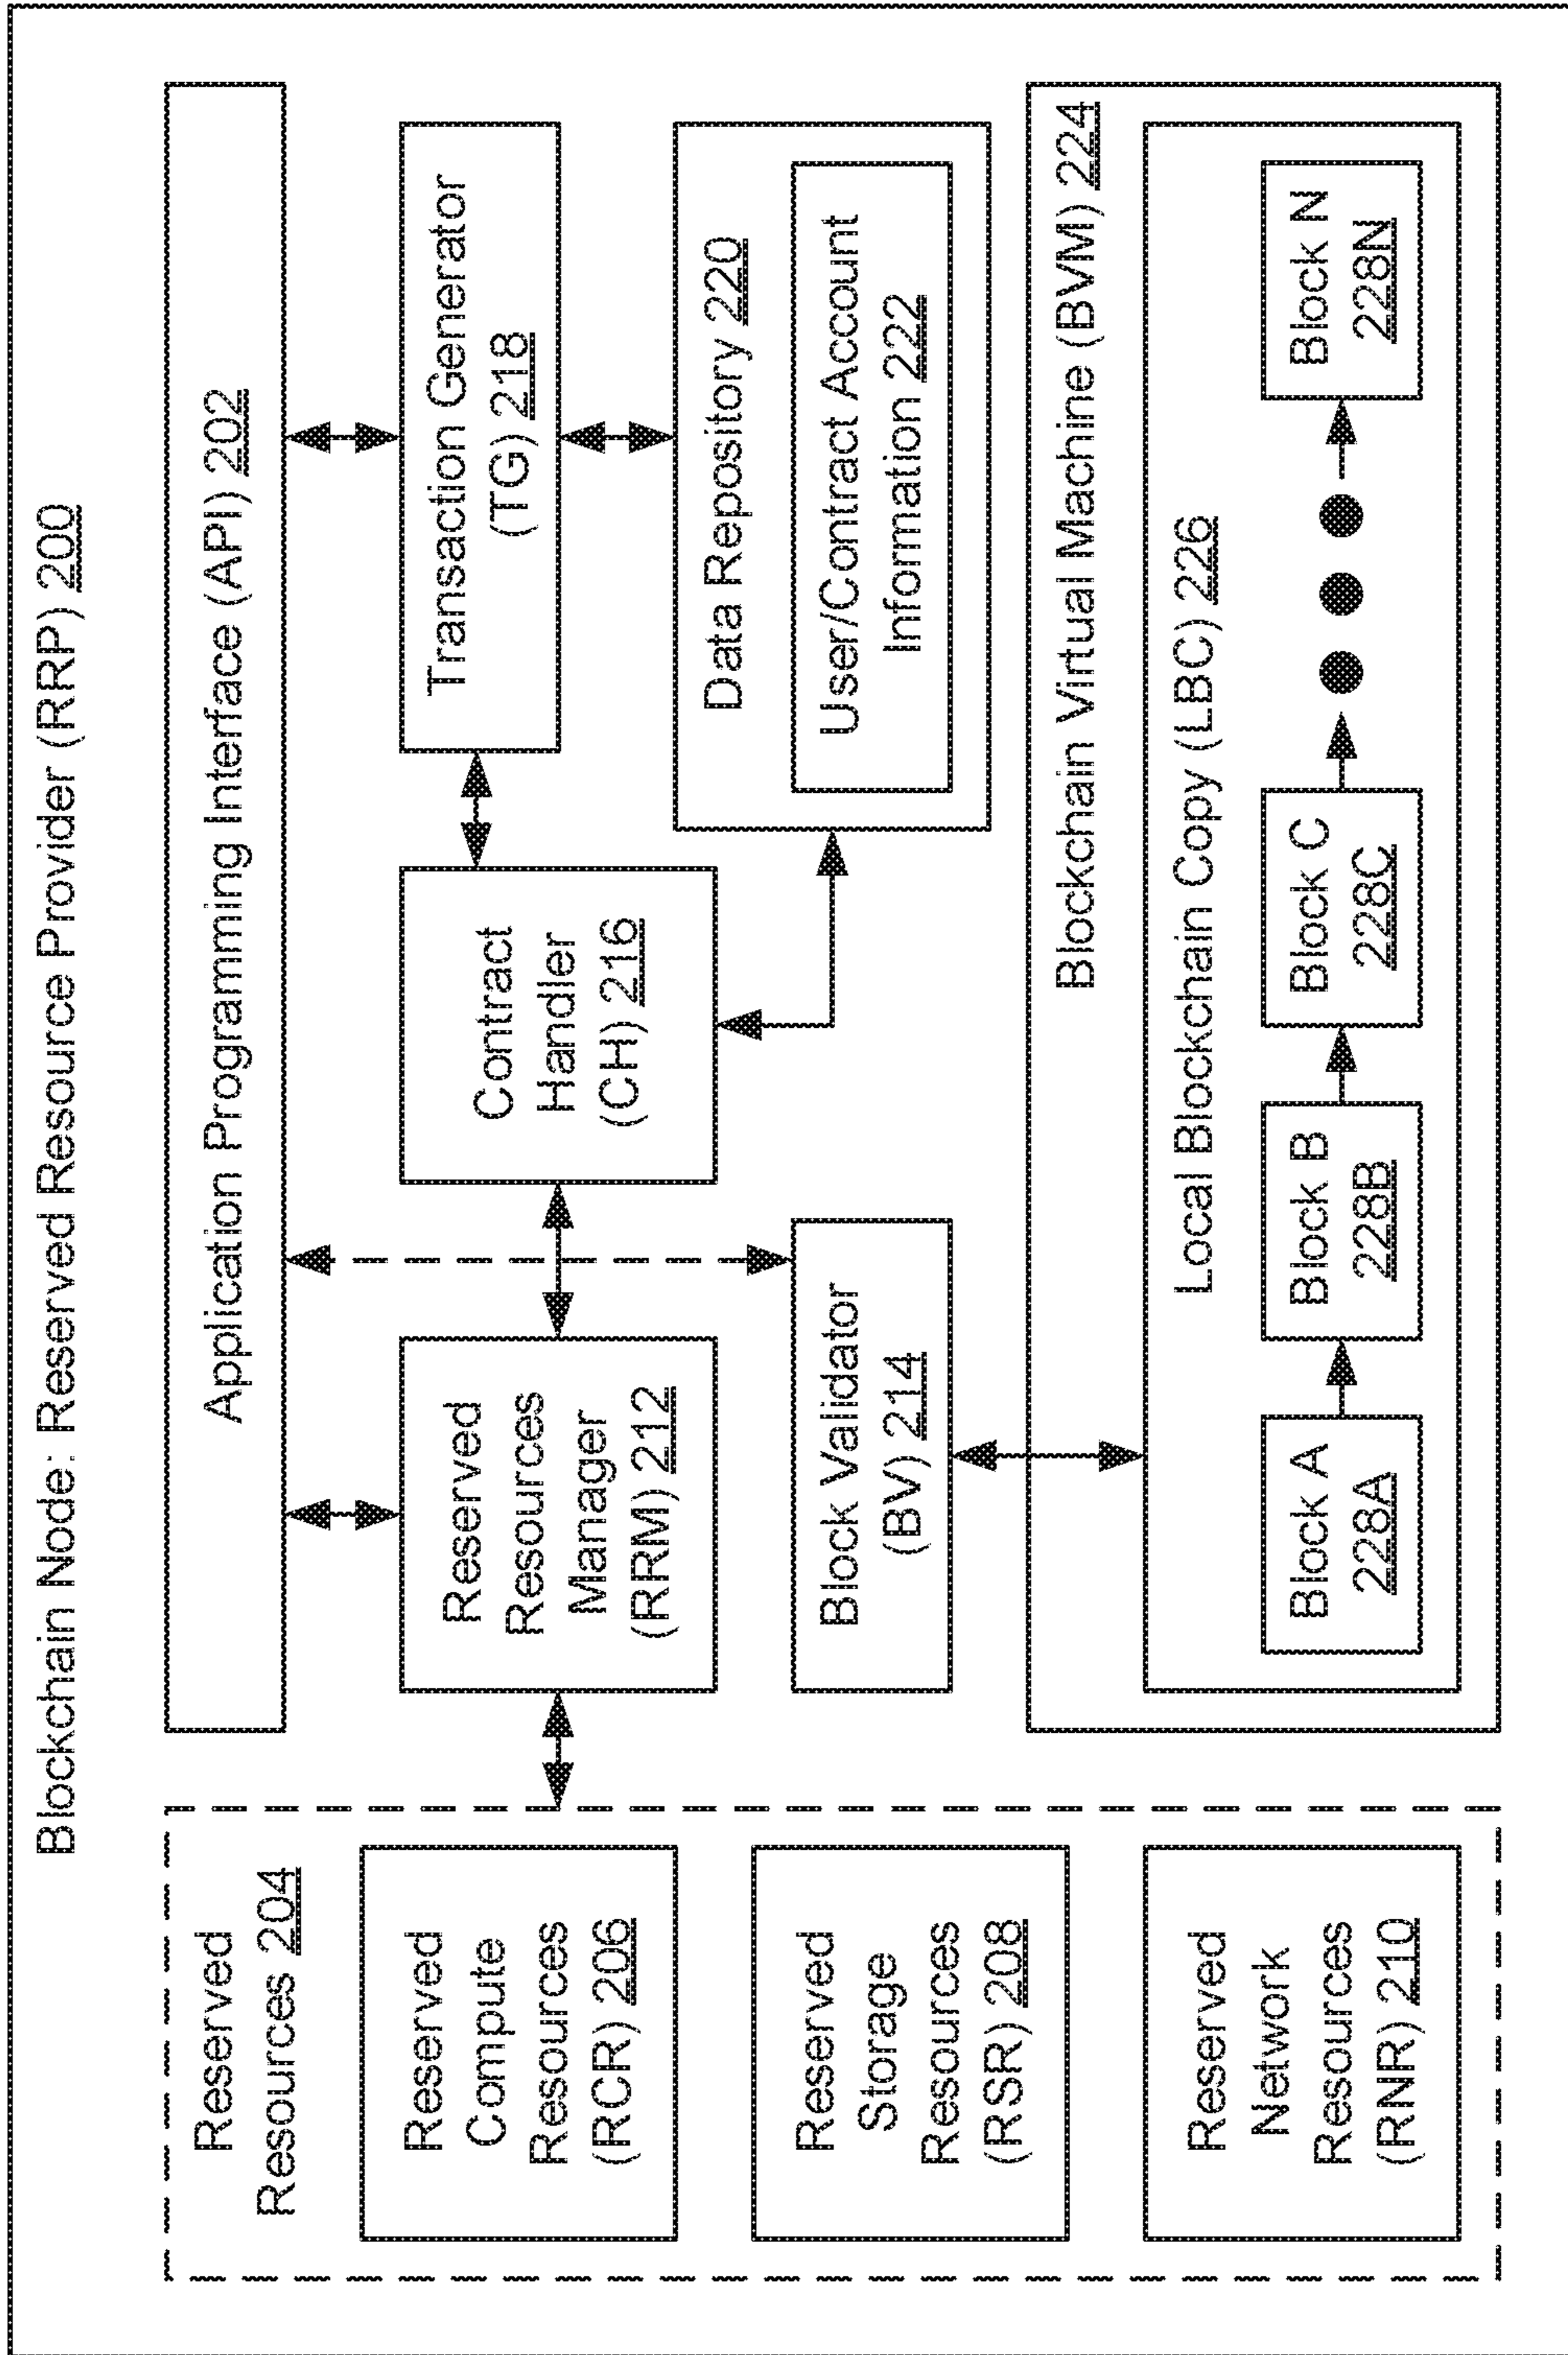 Blockchain Node: Reserved Resource Provider (RRP) 200
Reserved
Resources 204
Reserved
Compute
Resources
(RCR) 206
Reserved
Storage
Resources
(RSR) 208
Reserved
Network
Resources
(RNR) 210
Application Programming Interface (API) 202
Reserved
Resources
Manager
(RRM) 212
Contract
Handler
(CH) 216
Transaction Generator
(TG) 218
Block Validator
(BV) 214
Data Repository 220
User/Contract Account
Information 222
Blockchain Virtual Machine (BVM) 224
Local Blockchain Copy (LBC) 226
Block A
228A
Block B
228B
Block C
228C
Block N
228N